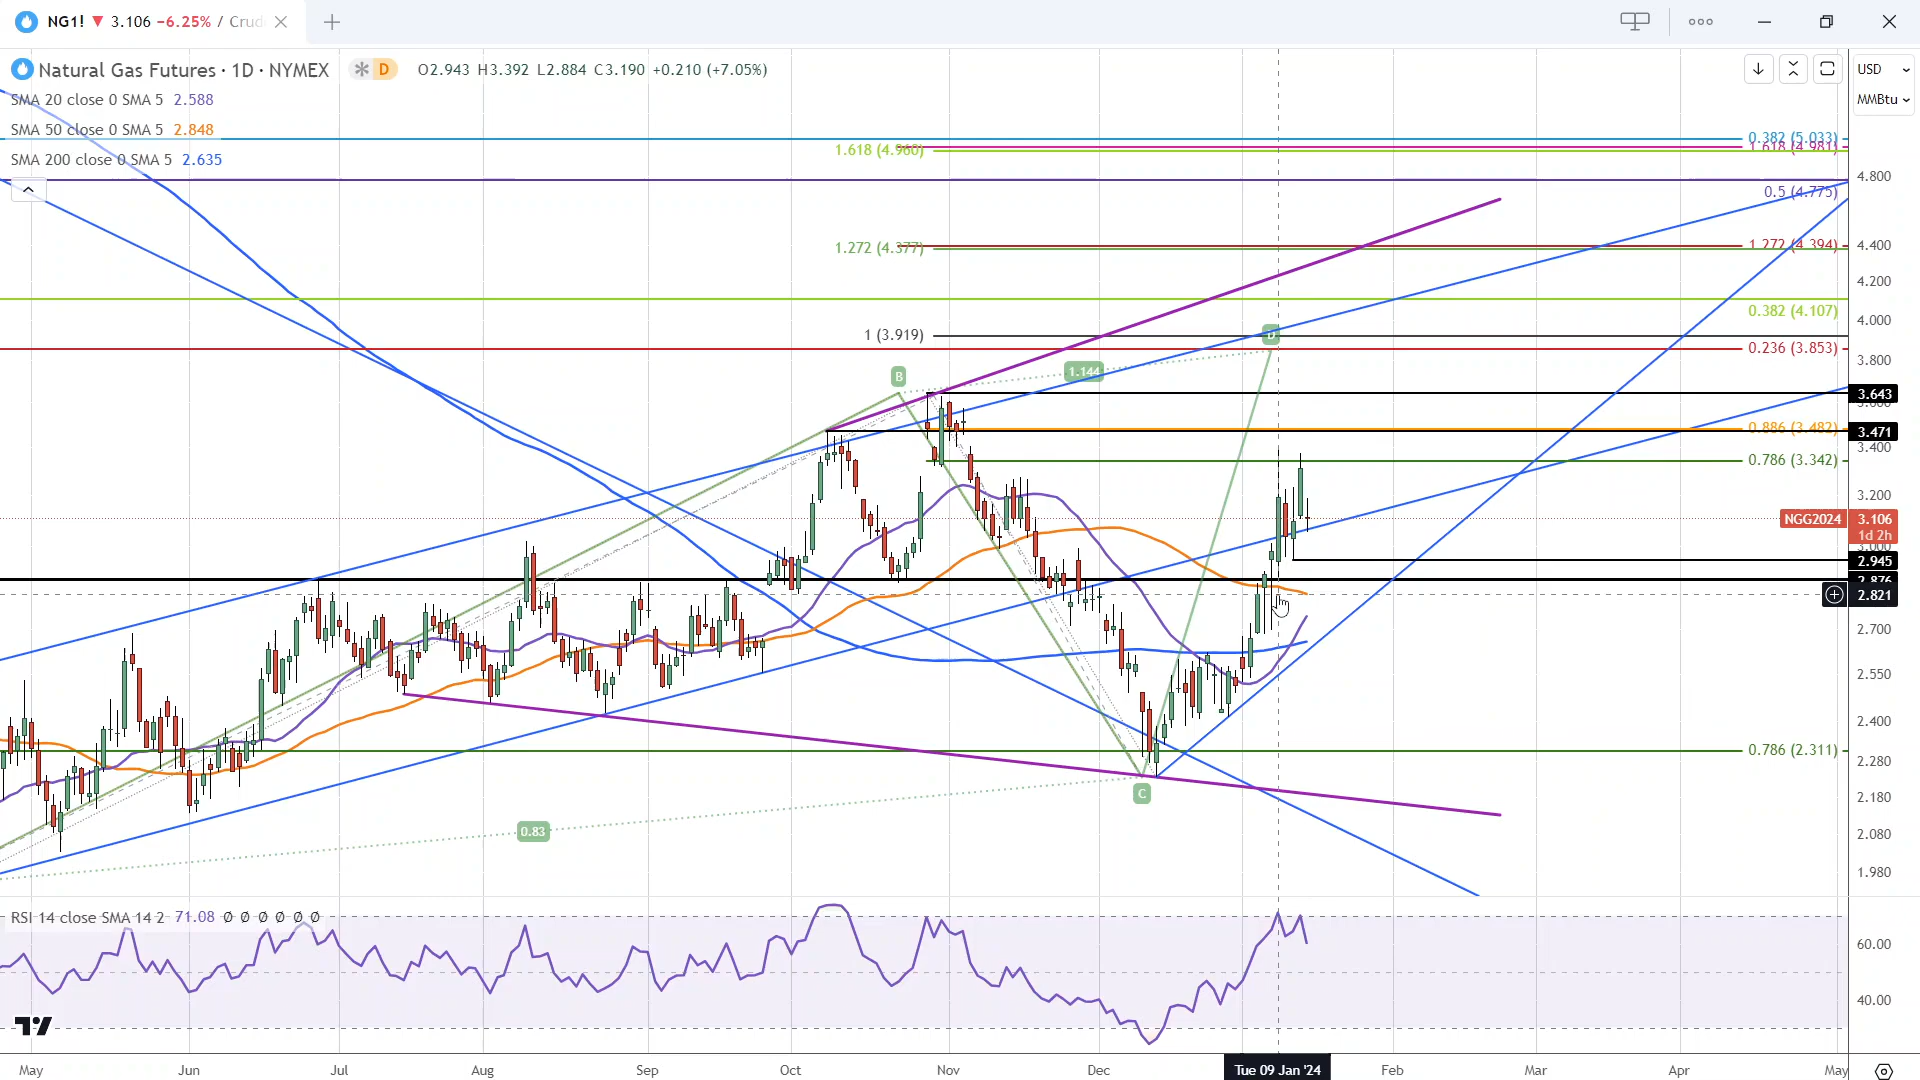 NG1! ▼ 3.106 −6.25% / Crud
Natural Gas Futures · 1D · NYMEX D O2.943 H3.392 L2.884 C3.190 +0.210 (+7.05%)
SMA 20 close 0 SMA 5 2.588
SMA 50 close 0 SMA 5 2.848
SMA 200 close 0 SMA 5 2.635
USD
MMBtu
0.382 (5.033)
1.618 (4.960)
1.618 (4.981)
4.800
0.5 (4.775)
4.400
1.272 (4.377)
1.272 (4.394)
4.200
0.382 (4.107)
4.000
1 (3.919)
D
0.236 (3.853)
3.800
1.144
B
3.643
3.600
0.886 (3.482)
3.471
3.400
0.786 (3.342)
3.200
NGG2024 3.106
1d 2h
3.000
2.945
2.876
2.821
2.700
2.550
2.400
0.786 (2.311)
2.280
C
2.180
0.83
2.080
1.980
RSI 14 close SMA 14 2 71.08 Ø Ø Ø Ø Ø Ø
60.00
40.00
May Jun Jul Aug Sep Oct Nov Dec Tue 09 Jan '24 Feb Mar Apr May